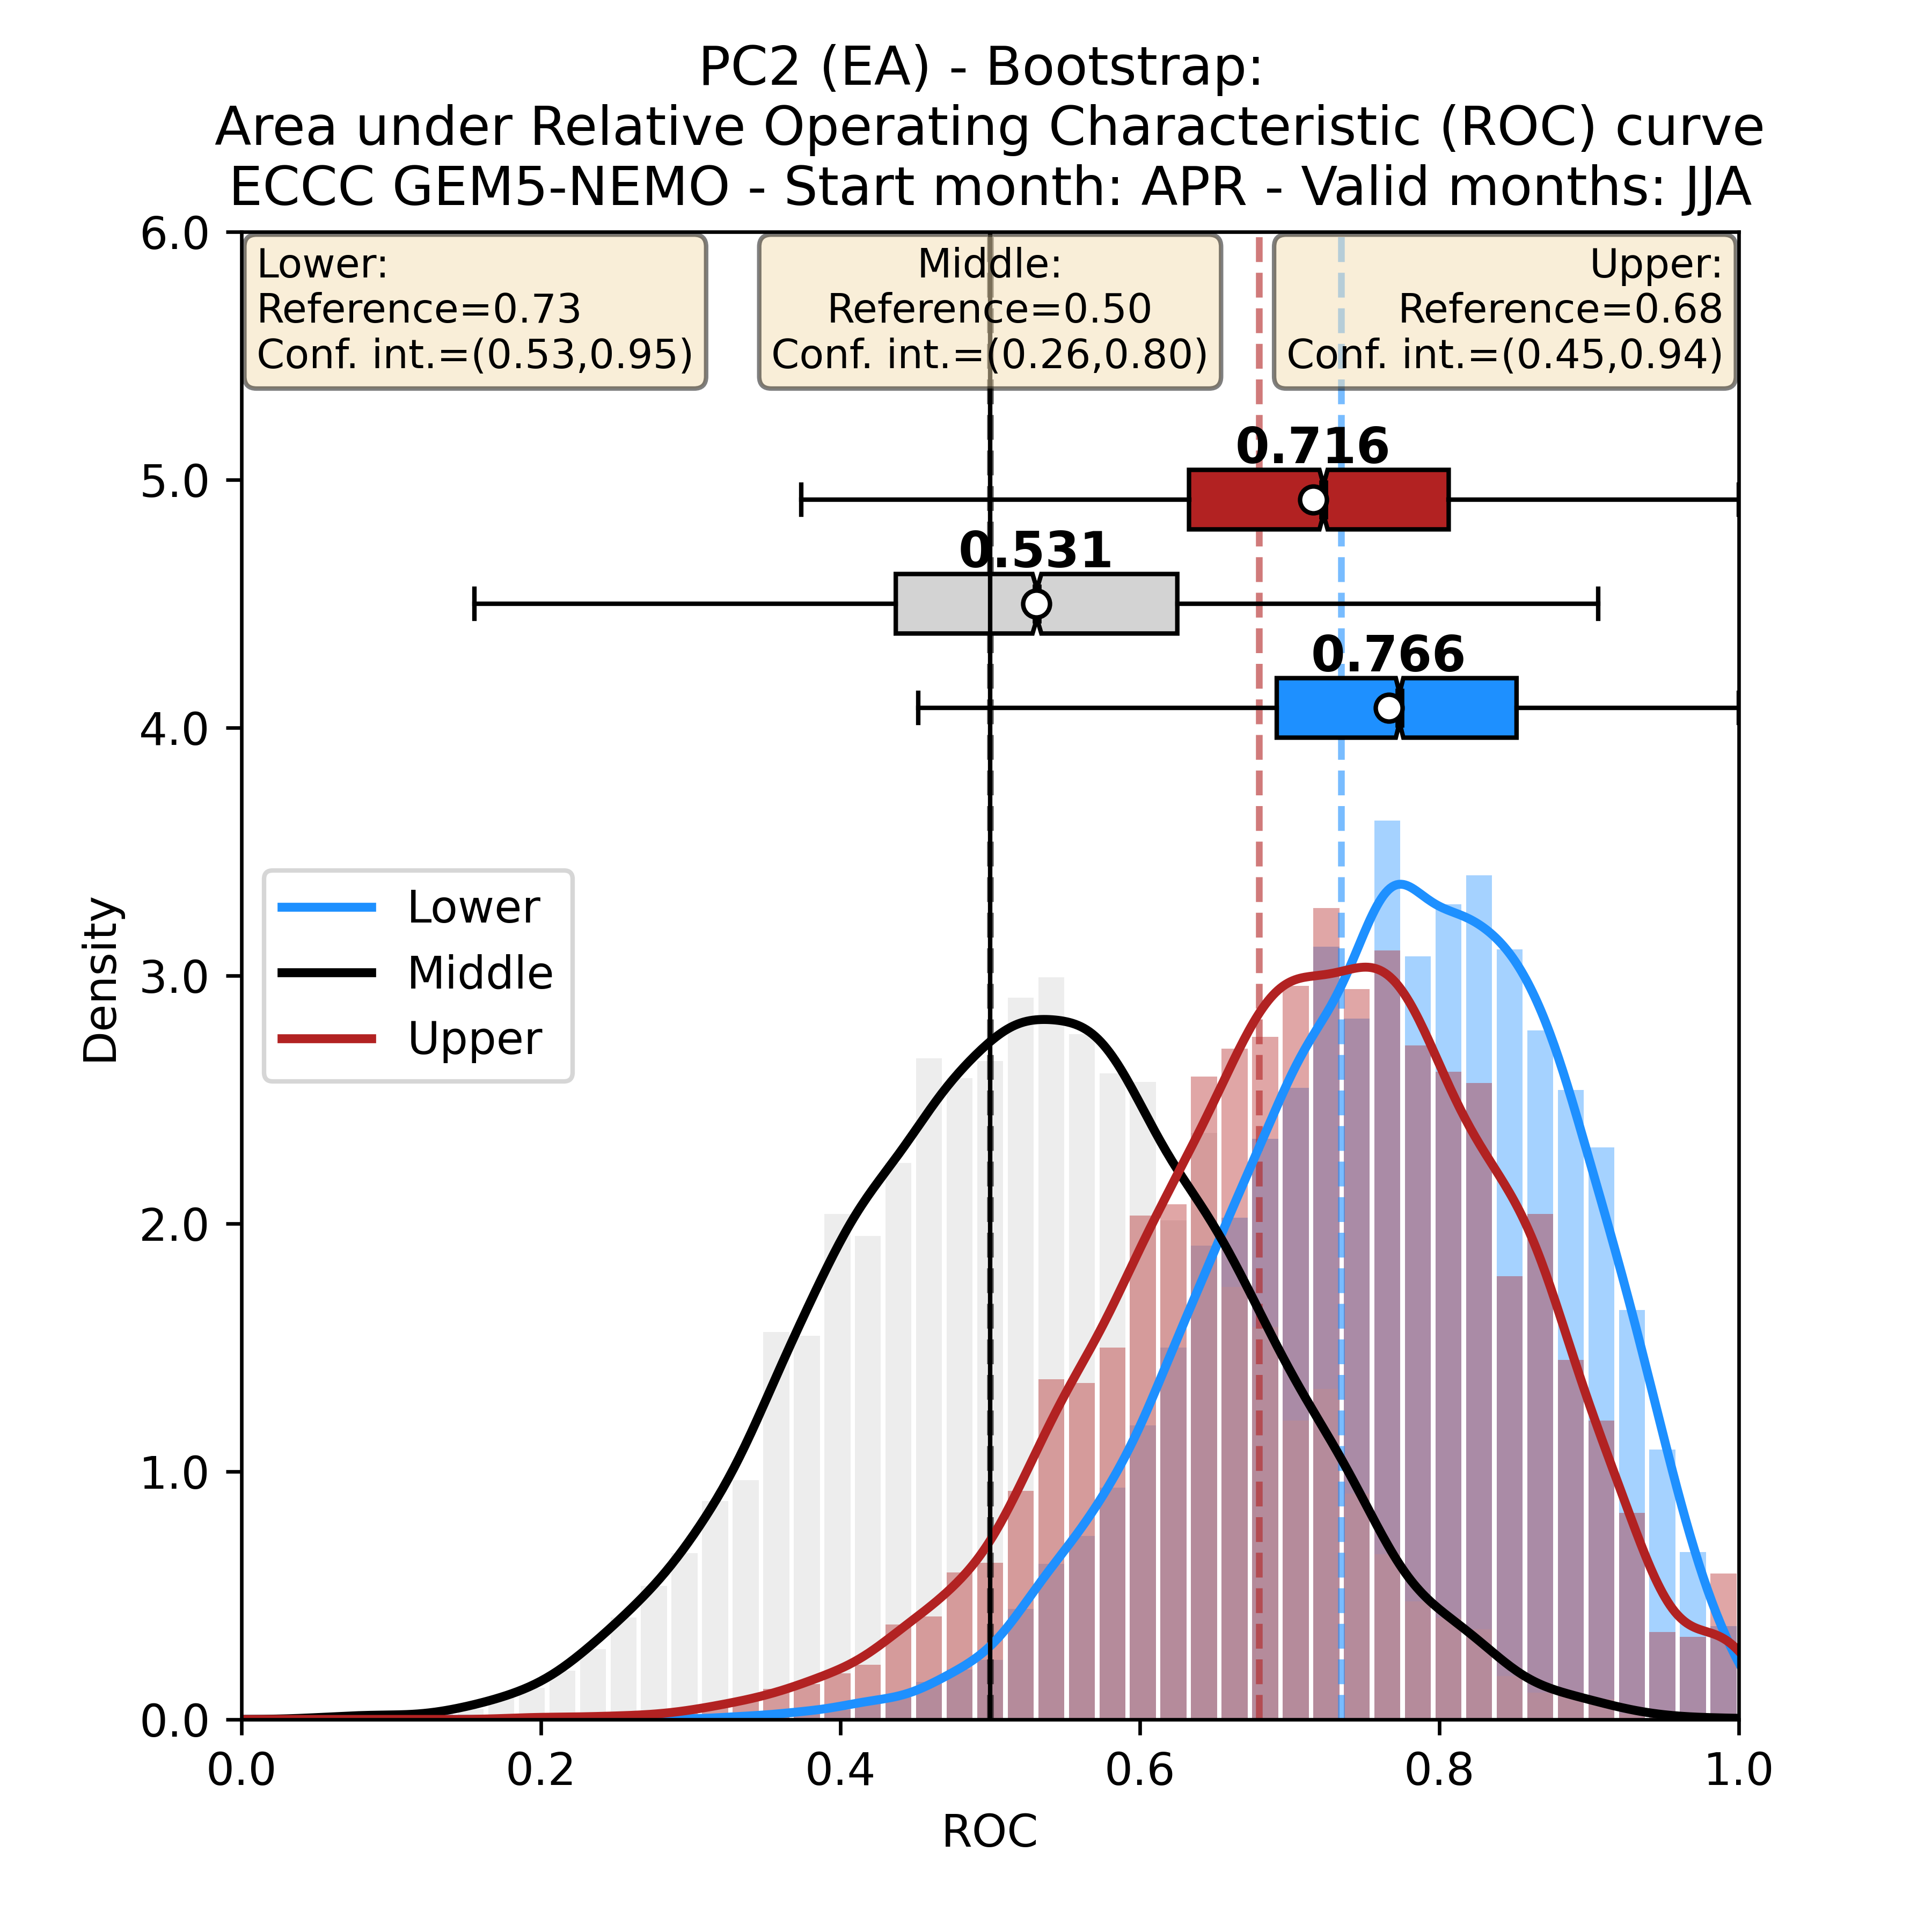 PC2 (EA) - Bootstrap:
Area under Relative Operating Characteristic (ROC) curve
ECCC GEM5-NEMO - Start month: APR - Valid months: JJA
Lower:
Reference=0.73
Conf. int.=(0.53,0.95)
Middle:
Reference=0.50
Conf. int.=(0.26,0.80)
Upper:
Reference=0.68
Conf. int.=(0.45,0.94)
0.716
0.531
0.766
Lower
Middle
Upper
Density
6.0
5.0
4.0
3.0
2.0
1.0
0.0
0.0
0.2
0.4
0.6
0.8
1.0
ROC